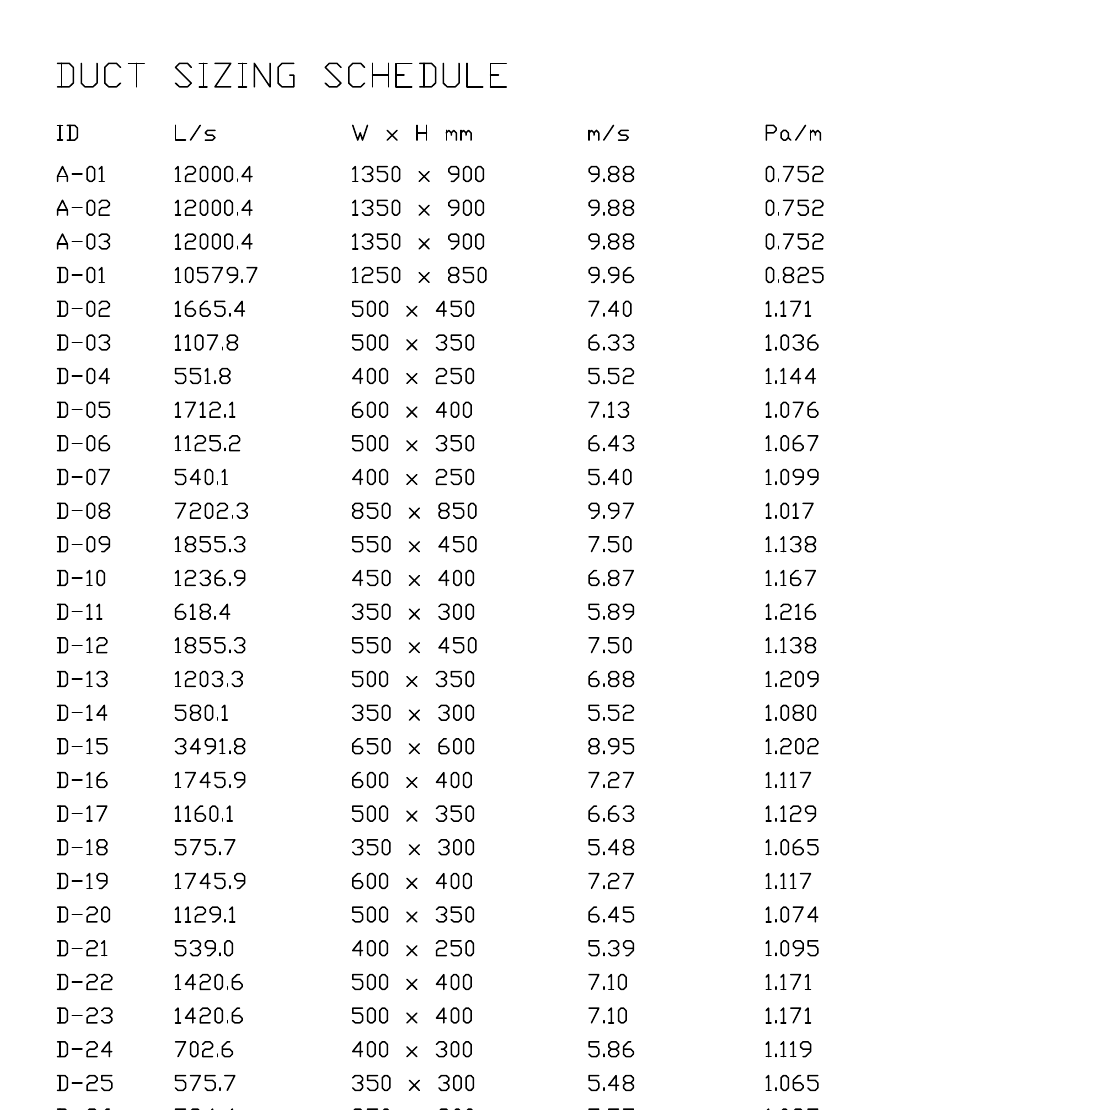 DUCT SIZING SCHEDULE
ID L/s W x H mm m/s Pa/m
A-01 12000.4 1350 x 900 9.88 0.752
A-02 12000.4 1350 x 900 9.88 0.752
A-03 12000.4 1350 x 900 9.88 0.752
D-01 10579.7 1250 x 850 9.96 0.825
D-02 1665.4 500 x 450 7.40 1.171
D-03 1107.8 500 x 350 6.33 1.036
D-04 551.8 400 x 250 5.52 1.144
D-05 1712.1 600 x 400 7.13 1.076
D-06 1125.2 500 x 350 6.43 1.067
D-07 540.1 400 x 250 5.40 1.099
D-08 7202.3 850 x 850 9.97 1.017
D-09 1855.3 550 x 450 7.50 1.138
D-10 1236.9 450 x 400 6.87 1.167
D-11 618.4 350 x 300 5.89 1.216
D-12 1855.3 550 x 450 7.50 1.138
D-13 1203.3 500 x 350 6.88 1.209
D-14 580.1 350 x 300 5.52 1.080
D-15 3491.8 650 x 600 8.95 1.202
D-16 1745.9 600 x 400 7.27 1.117
D-17 1160.1 500 x 350 6.63 1.129
D-18 575.7 350 x 300 5.48 1.065
D-19 1745.9 600 x 400 7.27 1.117
D-20 1129.1 500 x 350 6.45 1.074
D-21 539.0 400 x 250 5.39 1.095
D-22 1420.6 500 x 400 7.10 1.171
D-23 1420.6 500 x 400 7.10 1.171
D-24 702.6 400 x 300 5.86 1.119
D-25 575.7 350 x 300 5.48 1.065